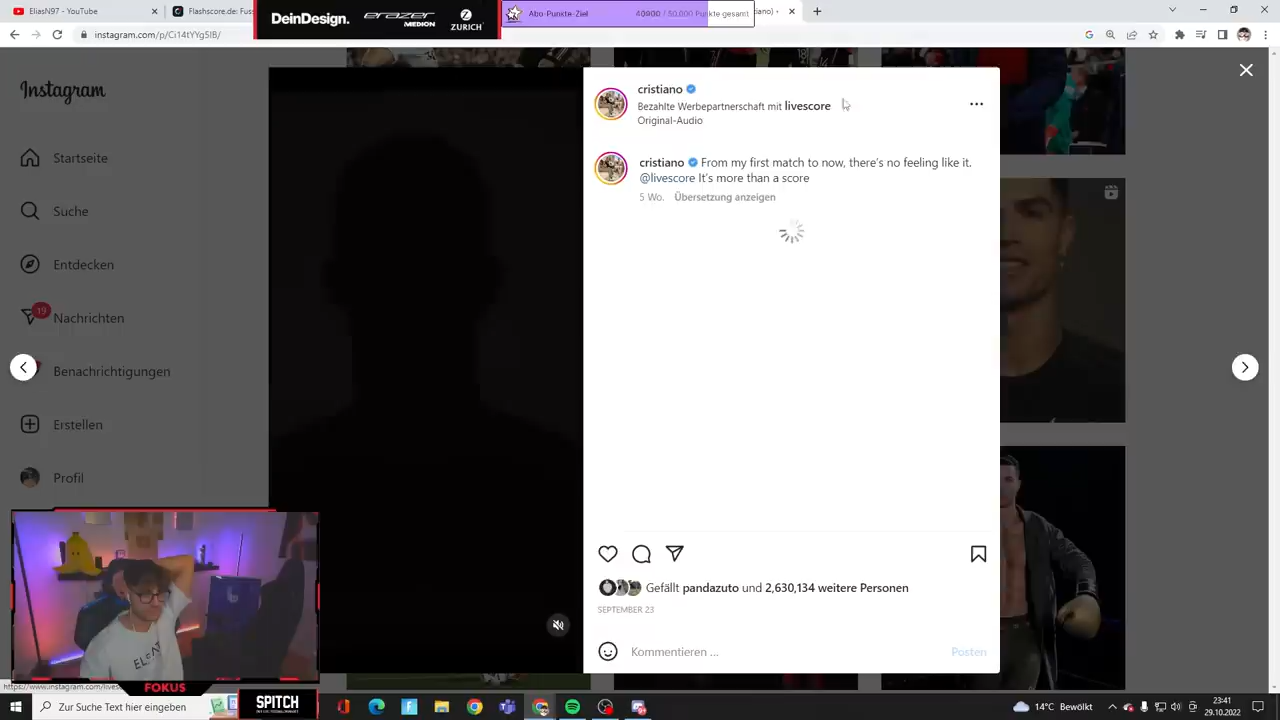 EliasN97 - YouTube
Flashscore.de: Fus
DeinDesign.
erazer
MEDION
ZURICH
Abo-Punkte-Ziel
40900 / 50.000 Punkte gesamt
iano) •
instagram.com/p/Ci14tYYgSIB/
Instagram
Startseite
Suche
Entdecken
19
Nachrichten
Benachrichtigungen
Erstellen
Profil
cristiano
Bezahlte Werbepartnerschaft mit livescore
Original-Audio
cristiano From my first match to now, there's no feeling like it.
@livescore It's more than a score
5 Wo. Übersetzung anzeigen
Gefällt pandazuto und 2,630,134 weitere Personen
SEPTEMBER 23
Kommentieren ...
Posten
https://www.instagram.com/lives
FOKUS
SPITCH
Zur Suche Text hier eingeben
14°C Bewölkt
23:41
29.10.2022